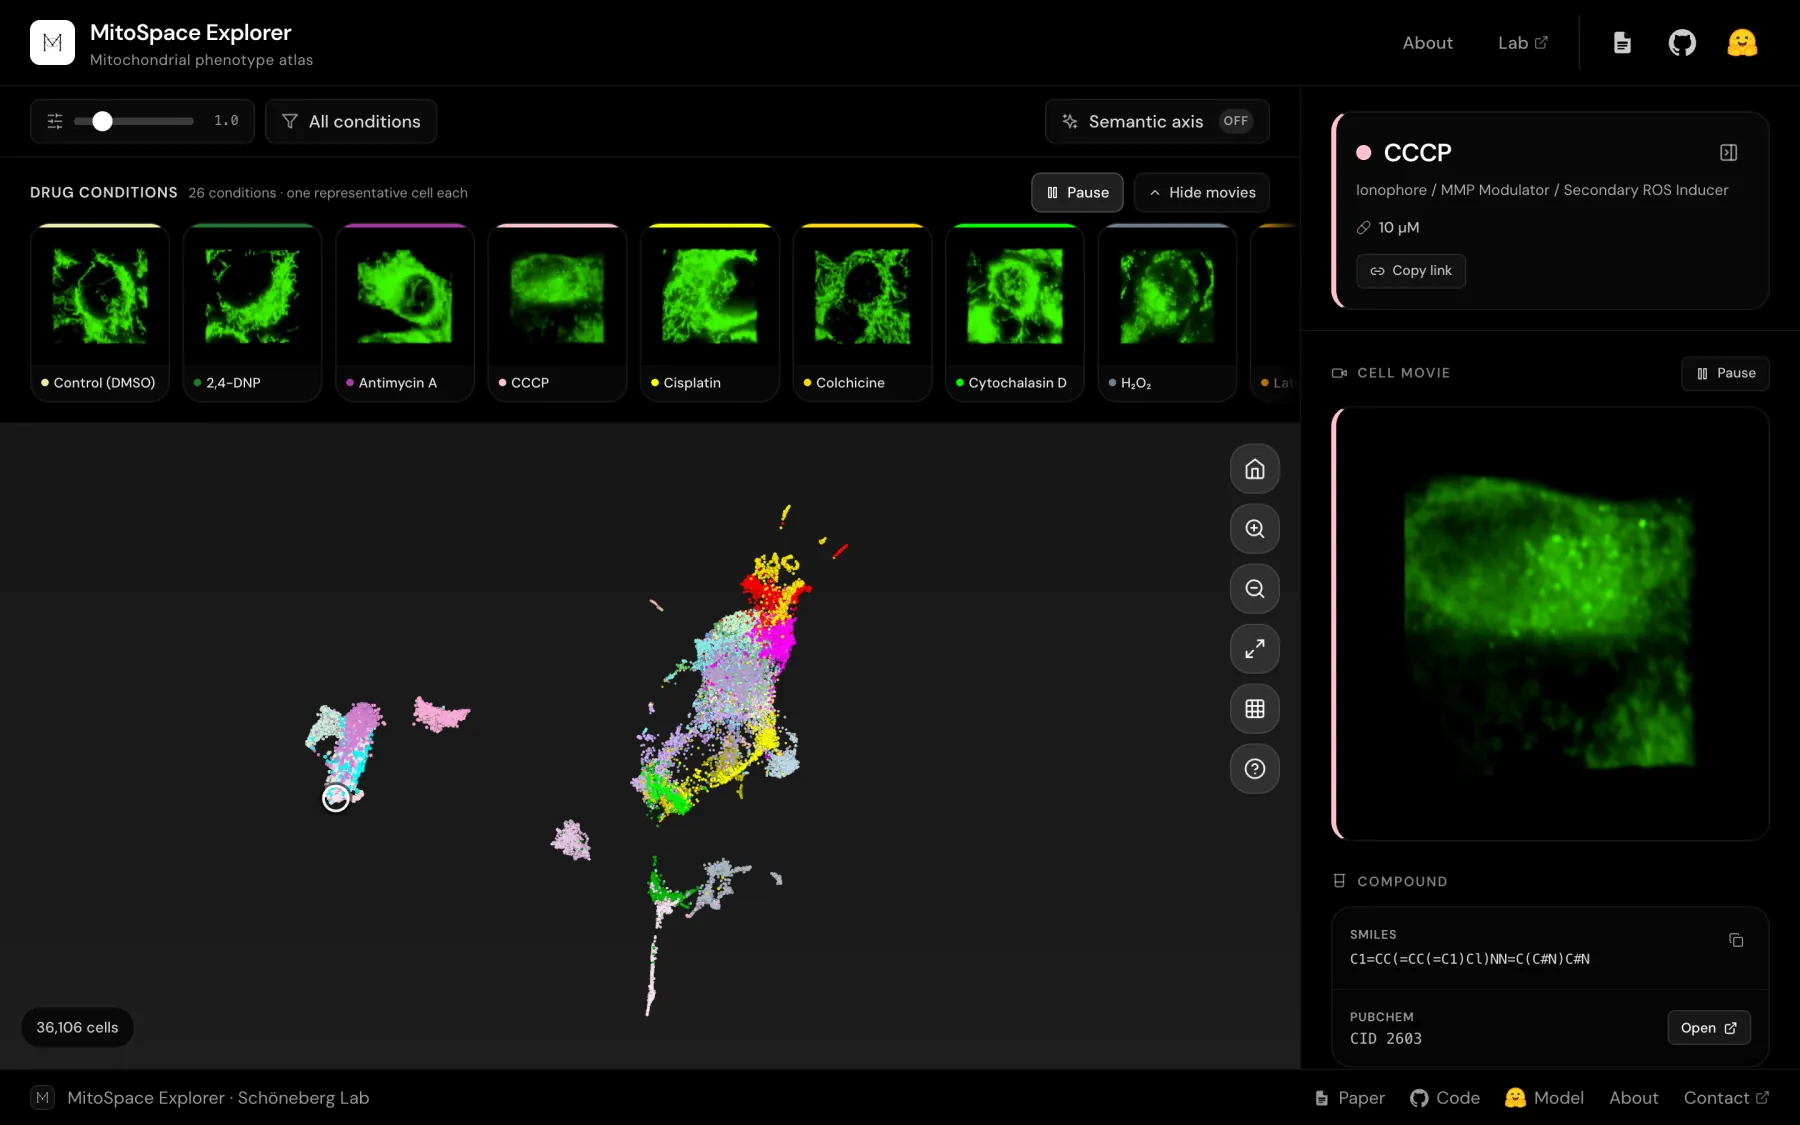 MitoSpace Explorer
Mitochondrial phenotype atlas
About
Lab
1.0
All conditions
Semantic axis OFF
DRUG CONDITIONS 26 conditions · one representative cell each
Pause
Hide movies
Control (DMSO)
2,4-DNP
Antimycin A
CCCP
Cisplatin
Colchicine
Cytochalasin D
H₂O₂
36,106 cells
CCCP
Ionophore / MMP Modulator / Secondary ROS Inducer
10 µM
Copy link
CELL MOVIE
Pause
COMPOUND
SMILES
C1=CC(=CC(=C1)Cl)NN=C(C#N)C#N
PUBCHEM
CID 2603
Open
M MitoSpace Explorer · Schöneberg Lab
Paper
Code
Model
About
Contact